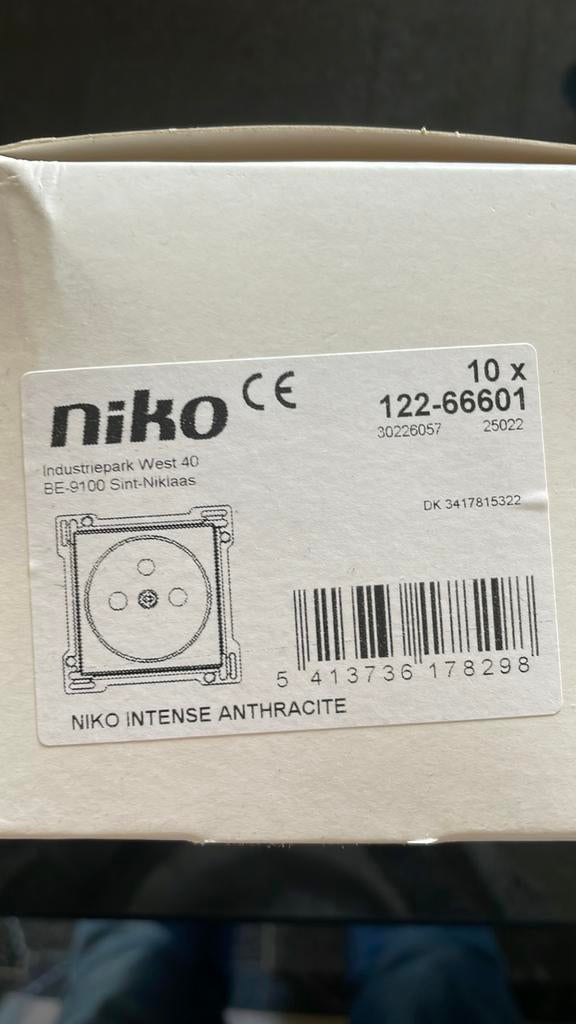 niko CE
10 x
122-66601
30226057 25022
Industriepark West 40
BE-9100 Sint-Niklaas
DK 3417815322
5 413736 178298
NIKO INTENSE ANTHRACITE